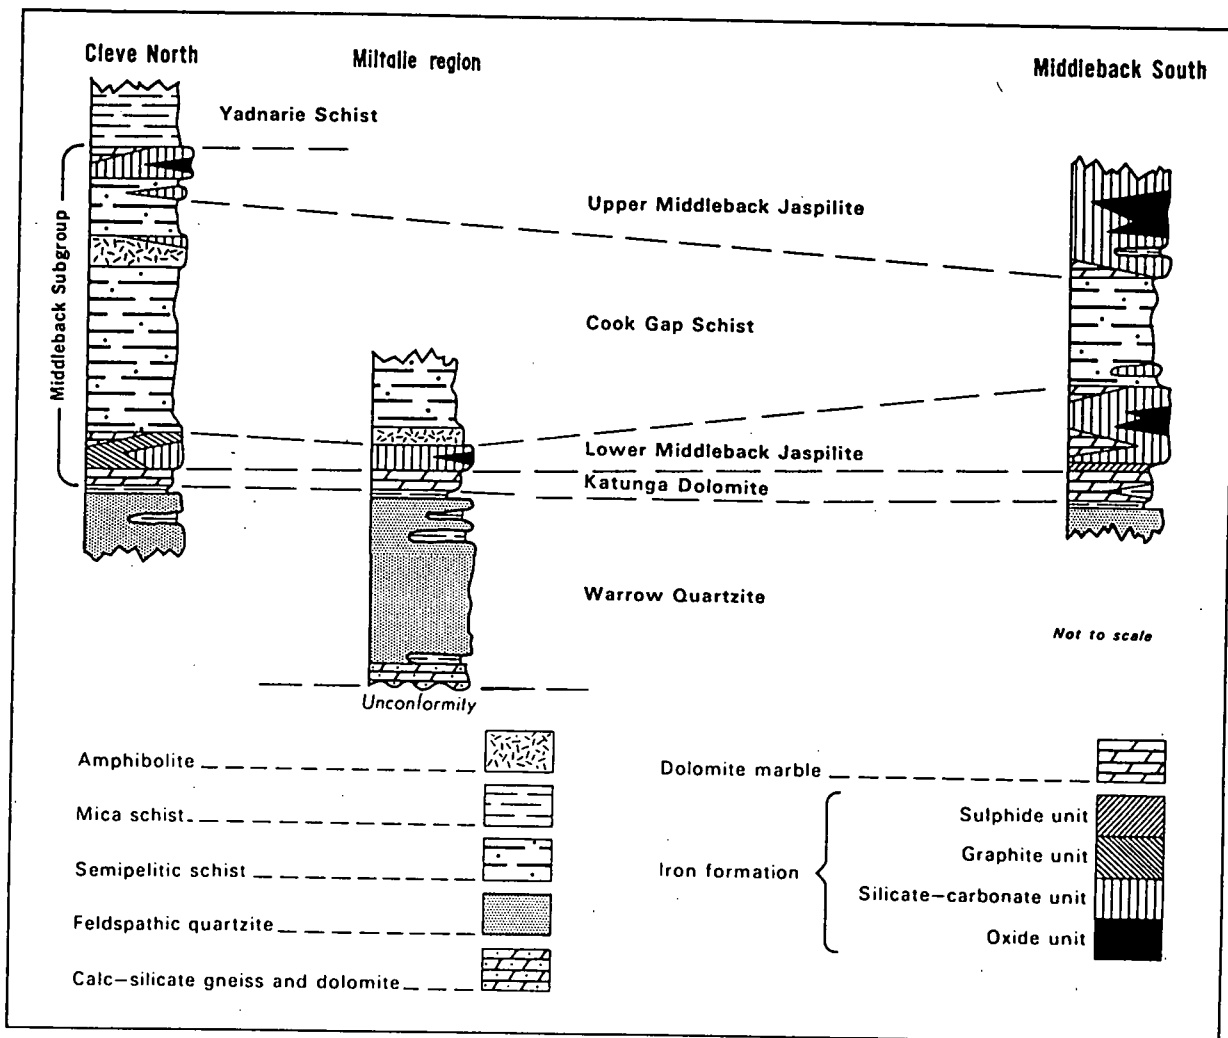 Cleve North
Miltalie region
Middleback South
Yadnarie Schist
Middleback Subgroup
Upper Middleback Jaspilite
Cook Gap Schist
Lower Middleback Jaspilite
Katunga Dolomite
Warrow Quartzite
Not to scale
Unconformity
Amphibolite
Mica schist
Semipelitic schist
Feldspathic quartzite
Calc-silicate gneiss and dolomite
Dolomite marble
Iron formation
Sulphide unit
Graphite unit
Silicate-carbonate unit
Oxide unit